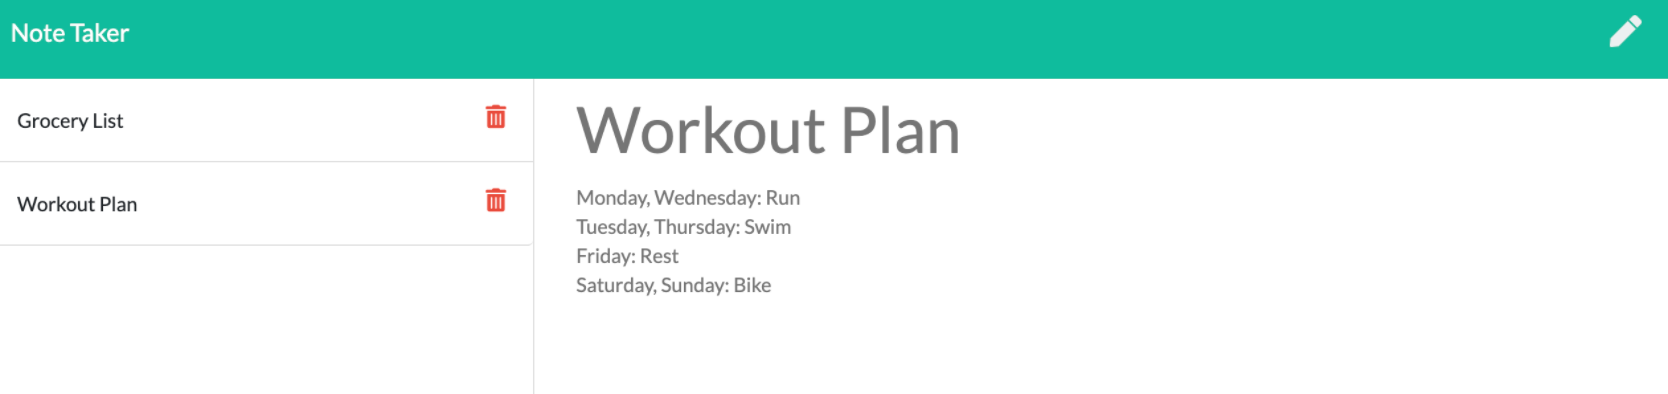 Note Taker
Grocery List
Workout Plan
Workout Plan
Monday, Wednesday: Run
Tuesday, Thursday: Swim
Friday: Rest
Saturday, Sunday: Bike